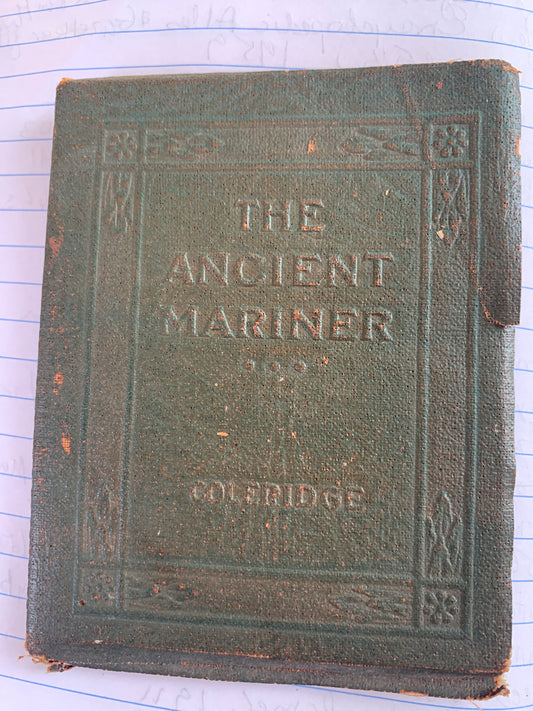 THE
ANCIENT
MARINER
COLERIDGE